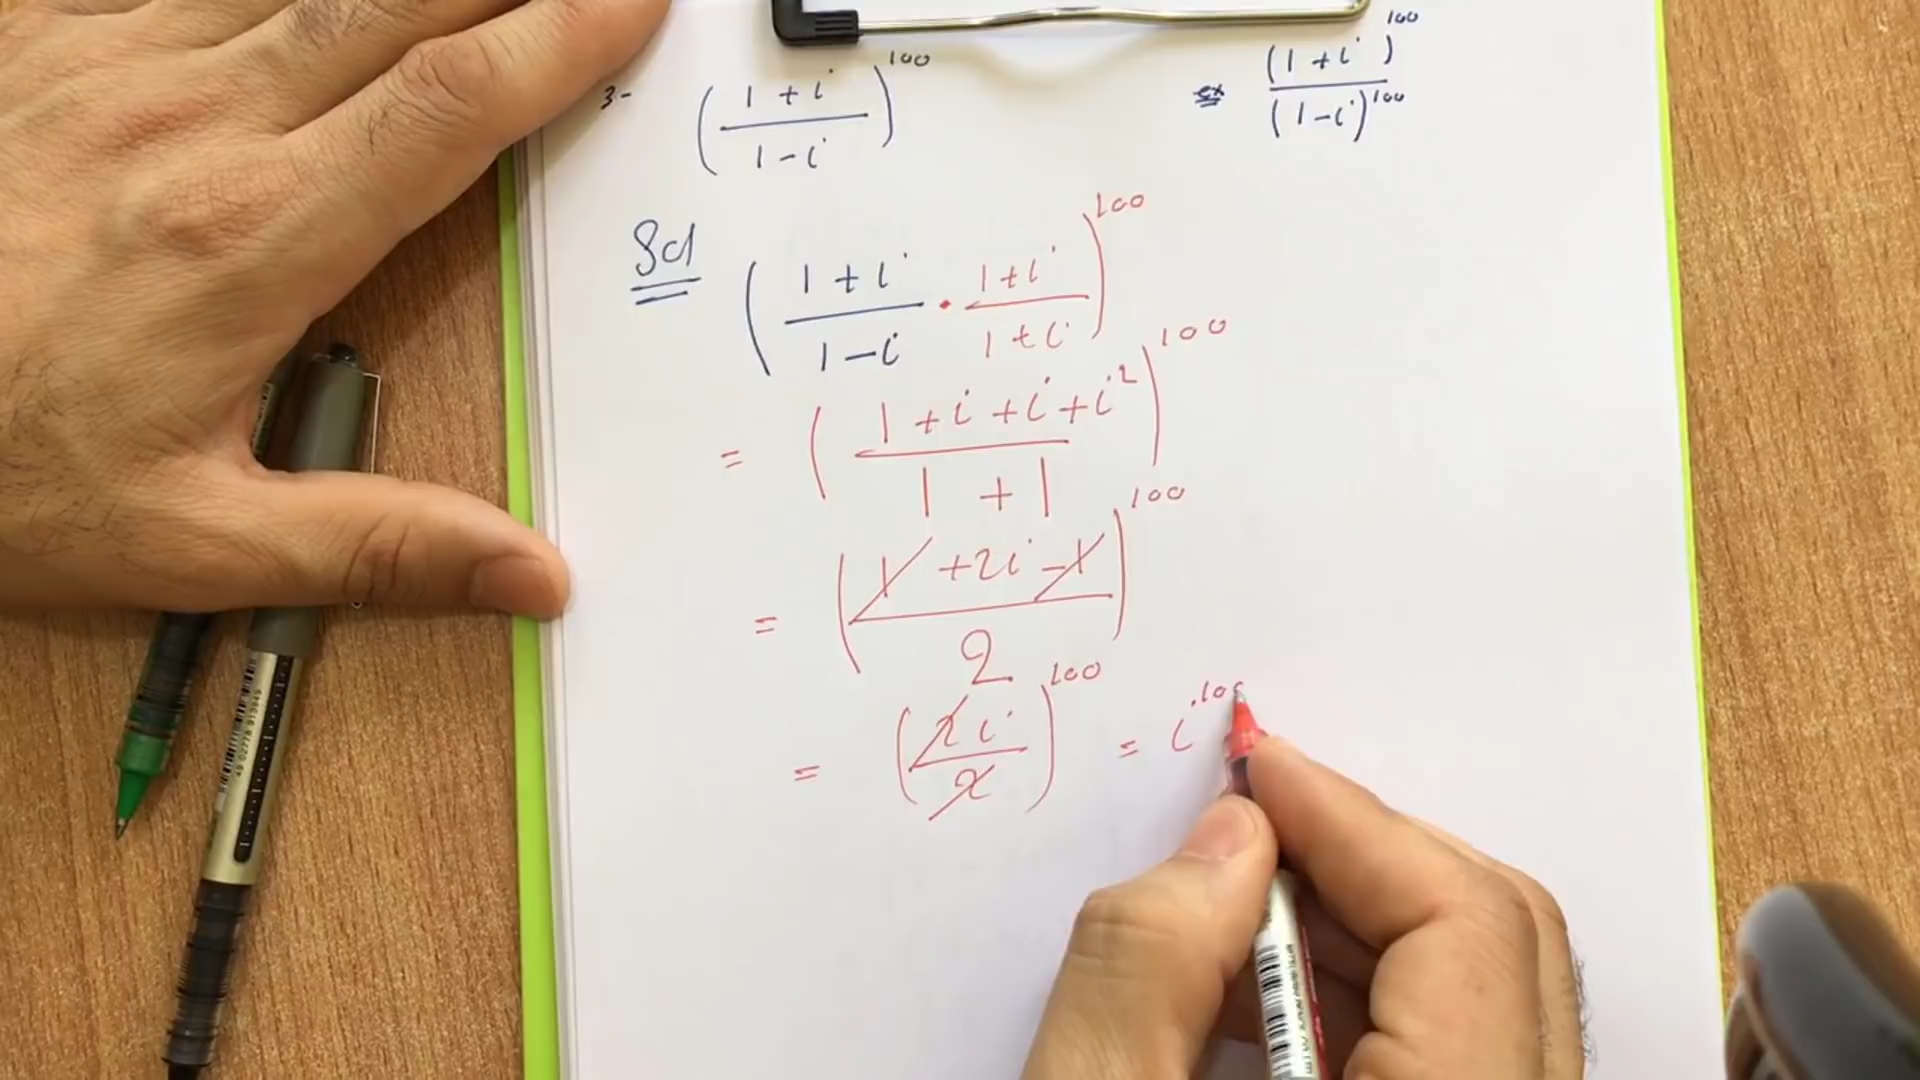 3- ( (1+i)/(1-i) )^100
ex (1+i)^100/(1-i)^100
Sol ( (1+i)/(1-i) · (1+i)/(1+i) )^100
= ( (1+i+i+i²)/(1+1) )^100
= ( (1+2i-1)/2 )^100
= ( 2i/2 )^100 = i^100